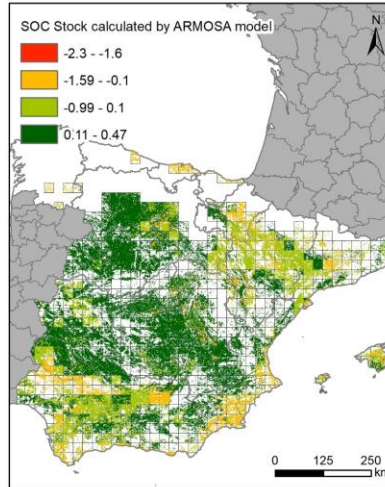 SOC Stock calculated by ARMOSA model
-2.3 - -1.6
-1.59 - -0.1
-0.99 - 0.1
0.11 - 0.47
N
0 125 250
km